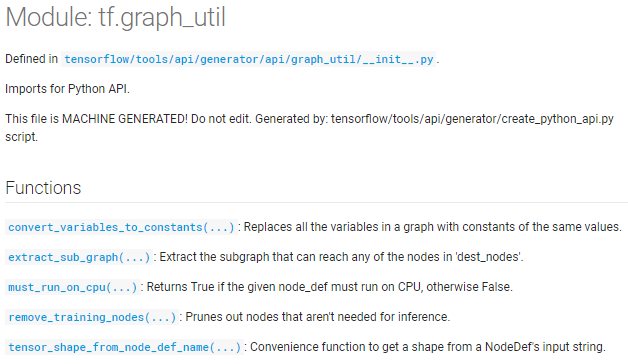 Module: tf.graph_util
Defined in tensorflow/tools/api/generator/api/graph_util/__init__.py.
Imports for Python API.
This file is MACHINE GENERATED! Do not edit. Generated by: tensorflow/tools/api/generator/create_python_api.py
script.
Functions
convert_variables_to_constants(...) : Replaces all the variables in a graph with constants of the same values.
extract_sub_graph(...) : Extract the subgraph that can reach any of the nodes in 'dest_nodes'.
must_run_on_cpu(...) : Returns True if the given node_def must run on CPU, otherwise False.
remove_training_nodes(...) : Prunes out nodes that aren't needed for inference.
tensor_shape_from_node_def_name(...) : Convenience function to get a shape from a NodeDef's input string.